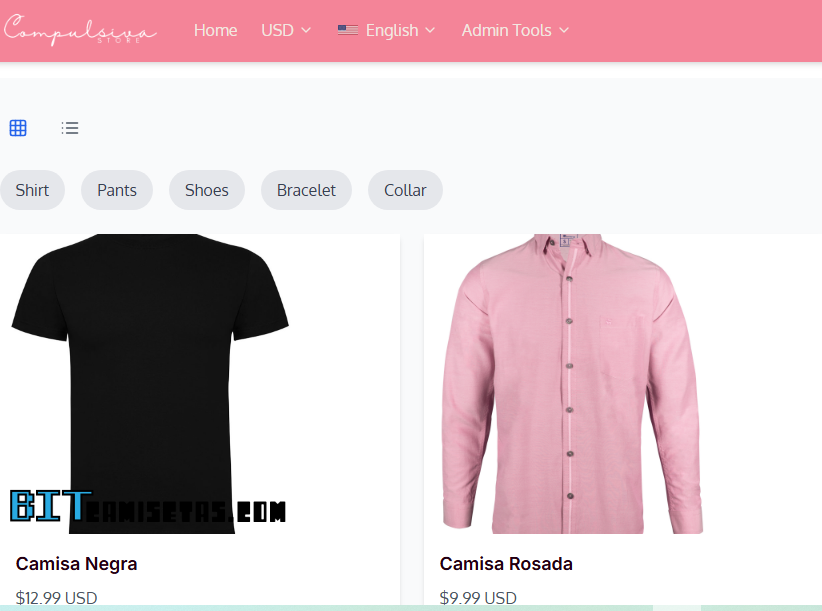 Compulsiva
STORE
Home
USD
English
Admin Tools
Shirt
Pants
Shoes
Bracelet
Collar
BITCAMISETAS.COM
Camisa Negra
$12.99 USD
Camisa Rosada
$9.99 USD